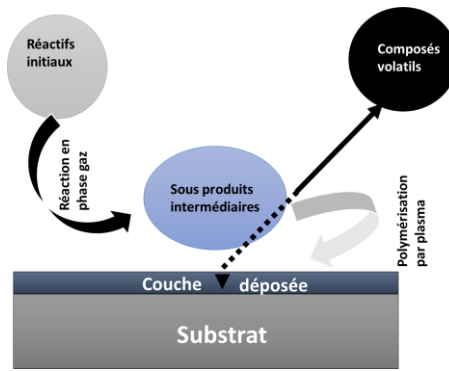 Réactifs
initiaux
Composés
volatils
Réaction en
phase gaz
Sous produits
intermédiaires
Polymérisation
par plasma
Couche déposée
Substrat